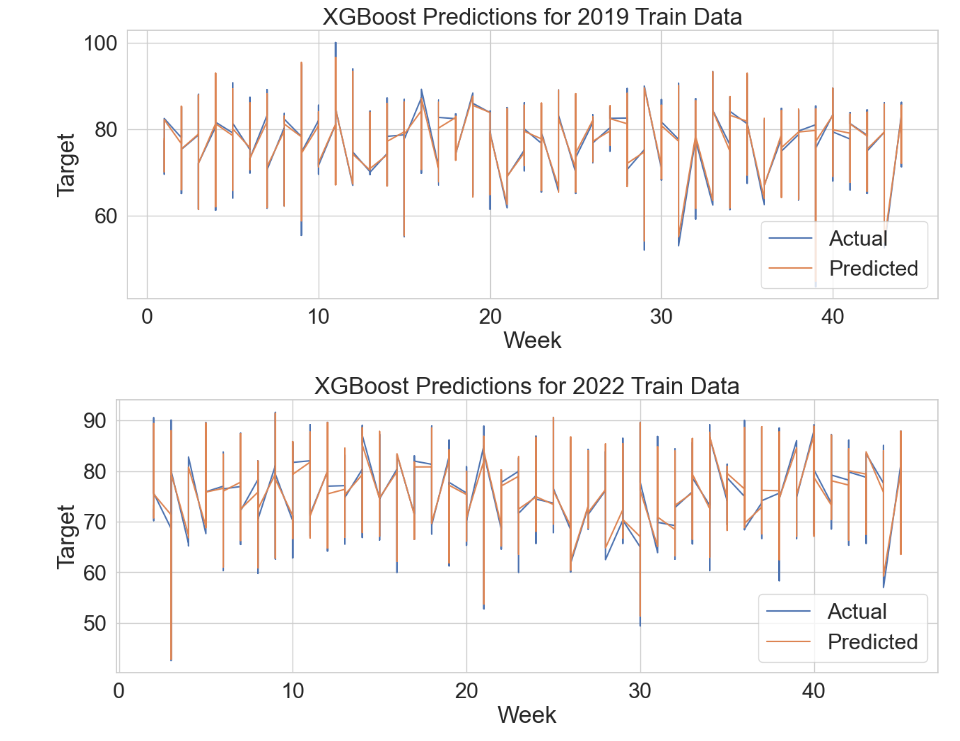 XGBoost Predictions for 2019 Train Data
100
80
60
Target
Actual
Predicted
0 10 20 30 40
Week
XGBoost Predictions for 2022 Train Data
90
80
70
60
50
Target
Actual
Predicted
0 10 20 30 40
Week